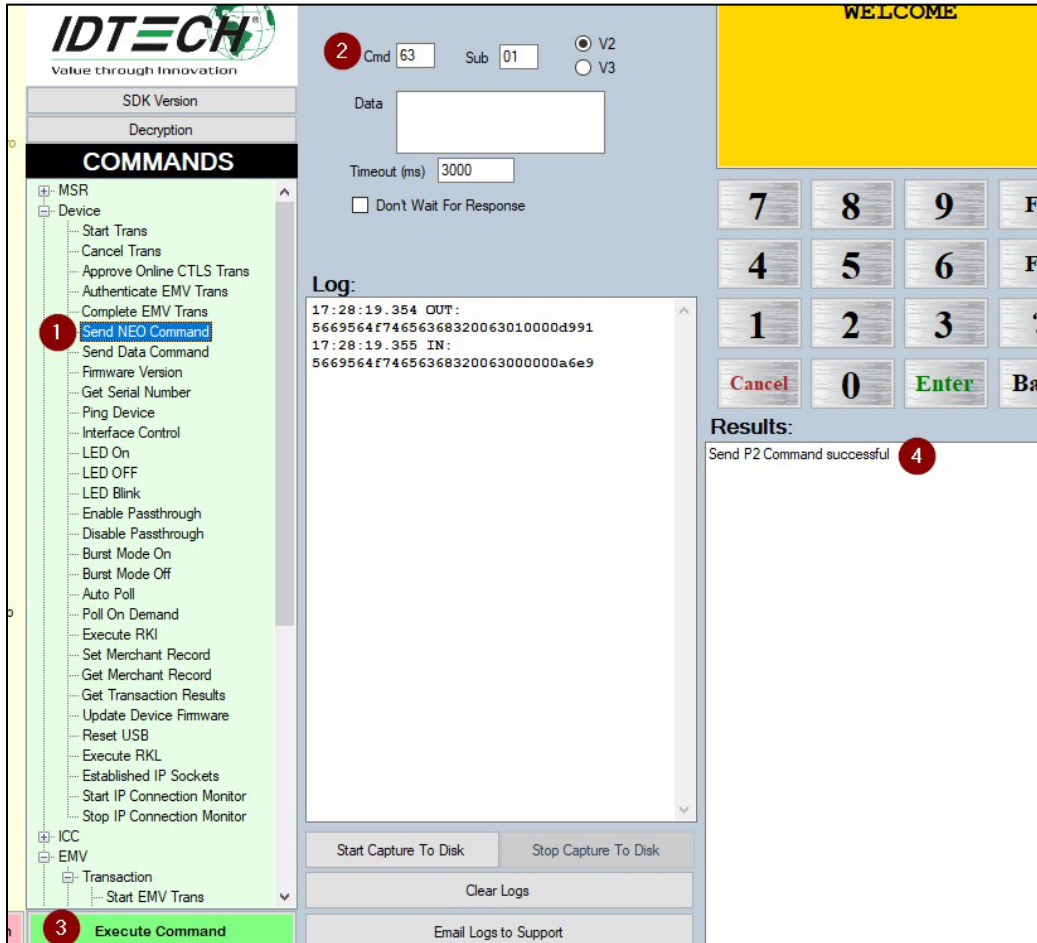 IDTECH®
Value through Innovation
SDK Version
Decryption
COMMANDS
MSR
Device
Start Trans
Cancel Trans
Approve Online CTLS Trans
Authenticate EMV Trans
Complete EMV Trans
1
Send NEO Command
Send Data Command
Firmware Version
Get Serial Number
Ping Device
Interface Control
LED On
LED OFF
LED Blink
Enable Passthrough
Disable Passthrough
Burst Mode On
Burst Mode Off
Auto Poll
Poll On Demand
Execute RKI
Set Merchant Record
Get Merchant Record
Get Transaction Results
Update Device Firmware
Reset USB
Execute RKL
Established IP Sockets
Start IP Connection Monitor
Stop IP Connection Monitor
ICC
EMV
Transaction
Start EMV Trans
3 Execute Command
2 Cmd 63 Sub 01
V2
V3
Data
Timeout (ms) 3000
Don't Wait For Response
Log:
17:28:19.354 OUT:
5669564f74656368320063010000d991
17:28:19.355 IN:
5669564f74656368320063000000a6e9
Start Capture To Disk Stop Capture To Disk
Clear Logs
Email Logs to Support
WELCOME
7 8 9 F
4 5 6 F
1 2 3
Cancel 0 Enter Ba
Results:
Send P2 Command successful 4